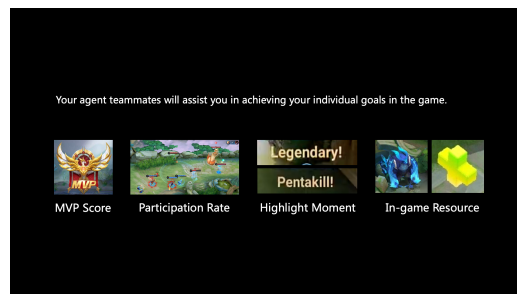 Your agent teammates will assist you in achieving your individual goals in the game.
MVP
Legendary!
Pentakill!
MVP Score
Participation Rate
Highlight Moment
In-game Resource